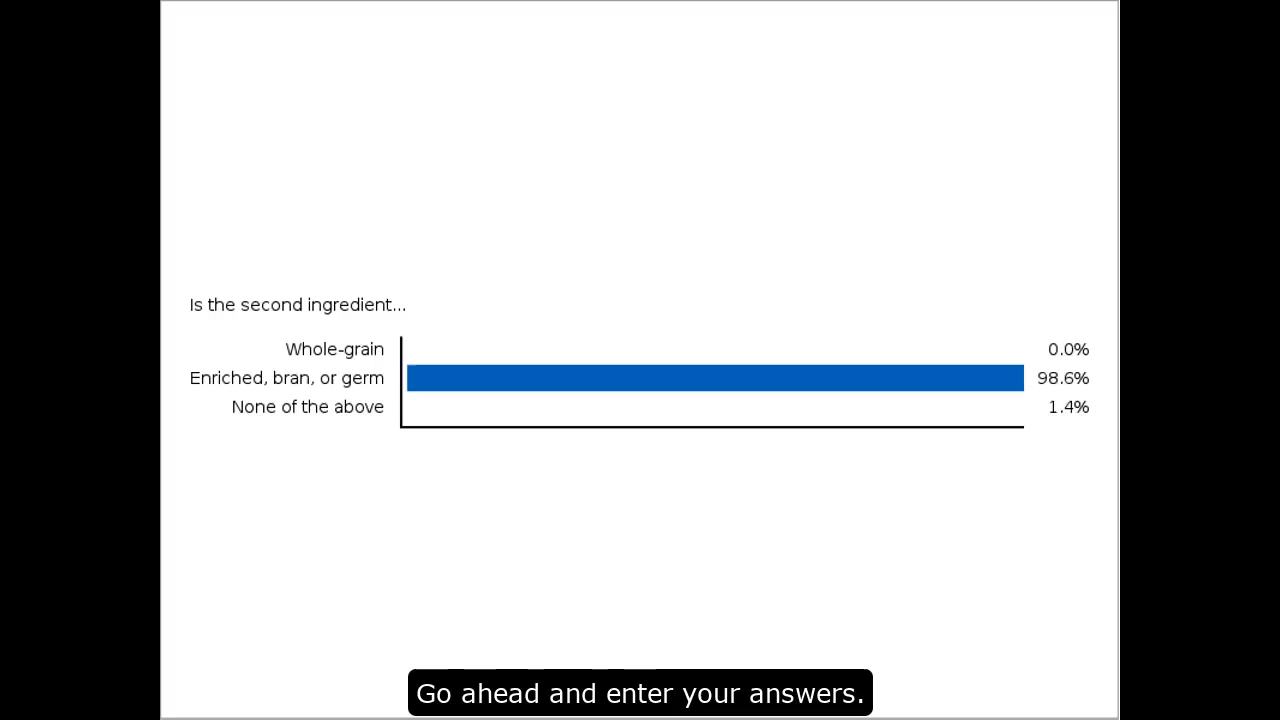 Is the second ingredient...
Whole-grain 0.0%
Enriched, bran, or germ 98.6%
None of the above 1.4%
Go ahead and enter your answers.